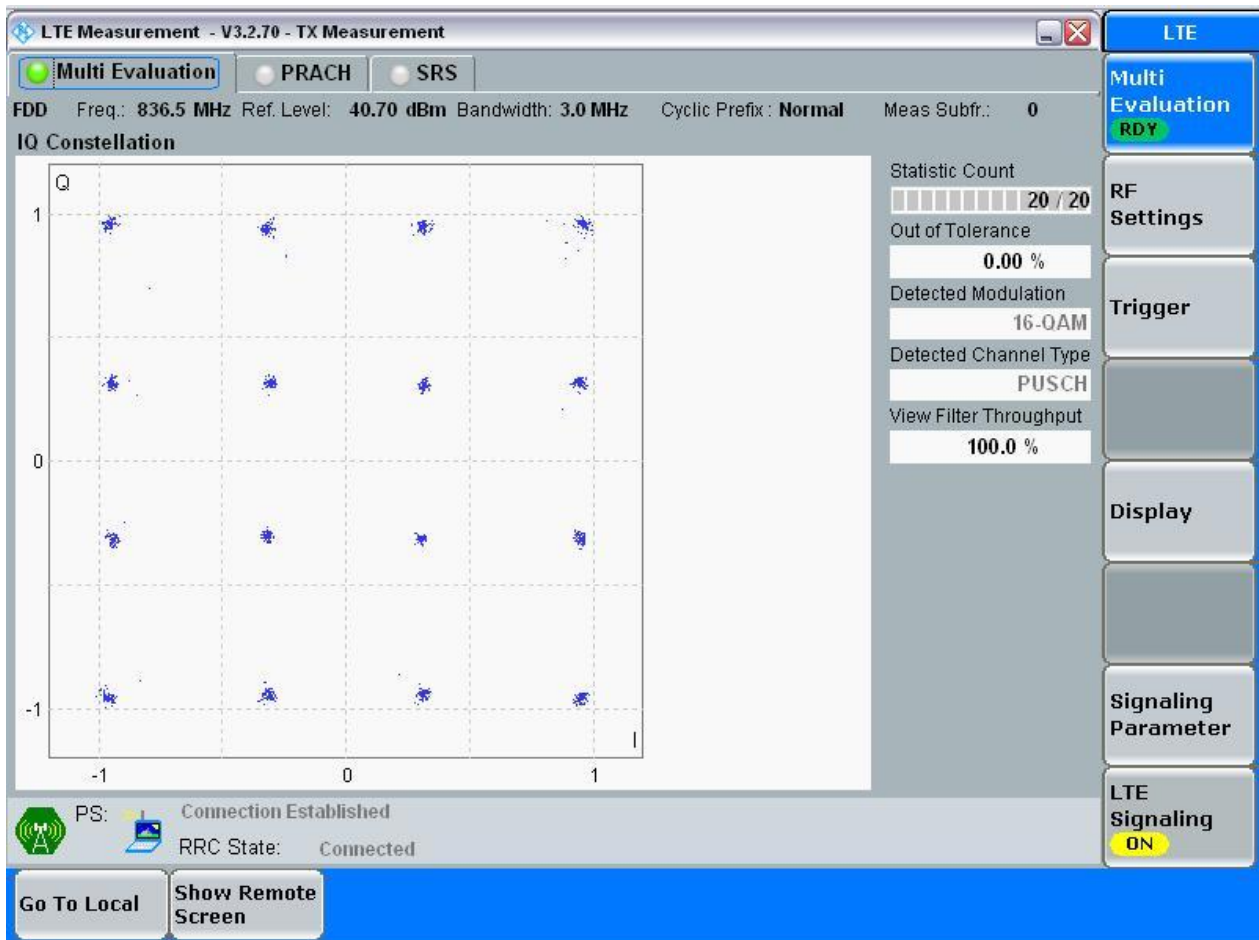 LTE Measurement - V3.2.70 - TX Measurement
LTE
Multi Evaluation PRACH SRS
FDD Freq.: 836.5 MHz Ref. Level: 40.70 dBm Bandwidth: 3.0 MHz Cyclic Prefix : Normal Meas Subfr.: 0
IQ Constellation
Q
1
0
-1
I
-1 0 1
Statistic Count
20 / 20
Out of Tolerance
0.00 %
Detected Modulation
16-QAM
Detected Channel Type
PUSCH
View Filter Throughput
100.0 %
Multi
Evaluation
RDY
RF
Settings
Trigger
Display
Signaling
Parameter
LTE
Signaling
ON
PS: Connection Established
RRC State: Connected
Go To Local
Show Remote
Screen